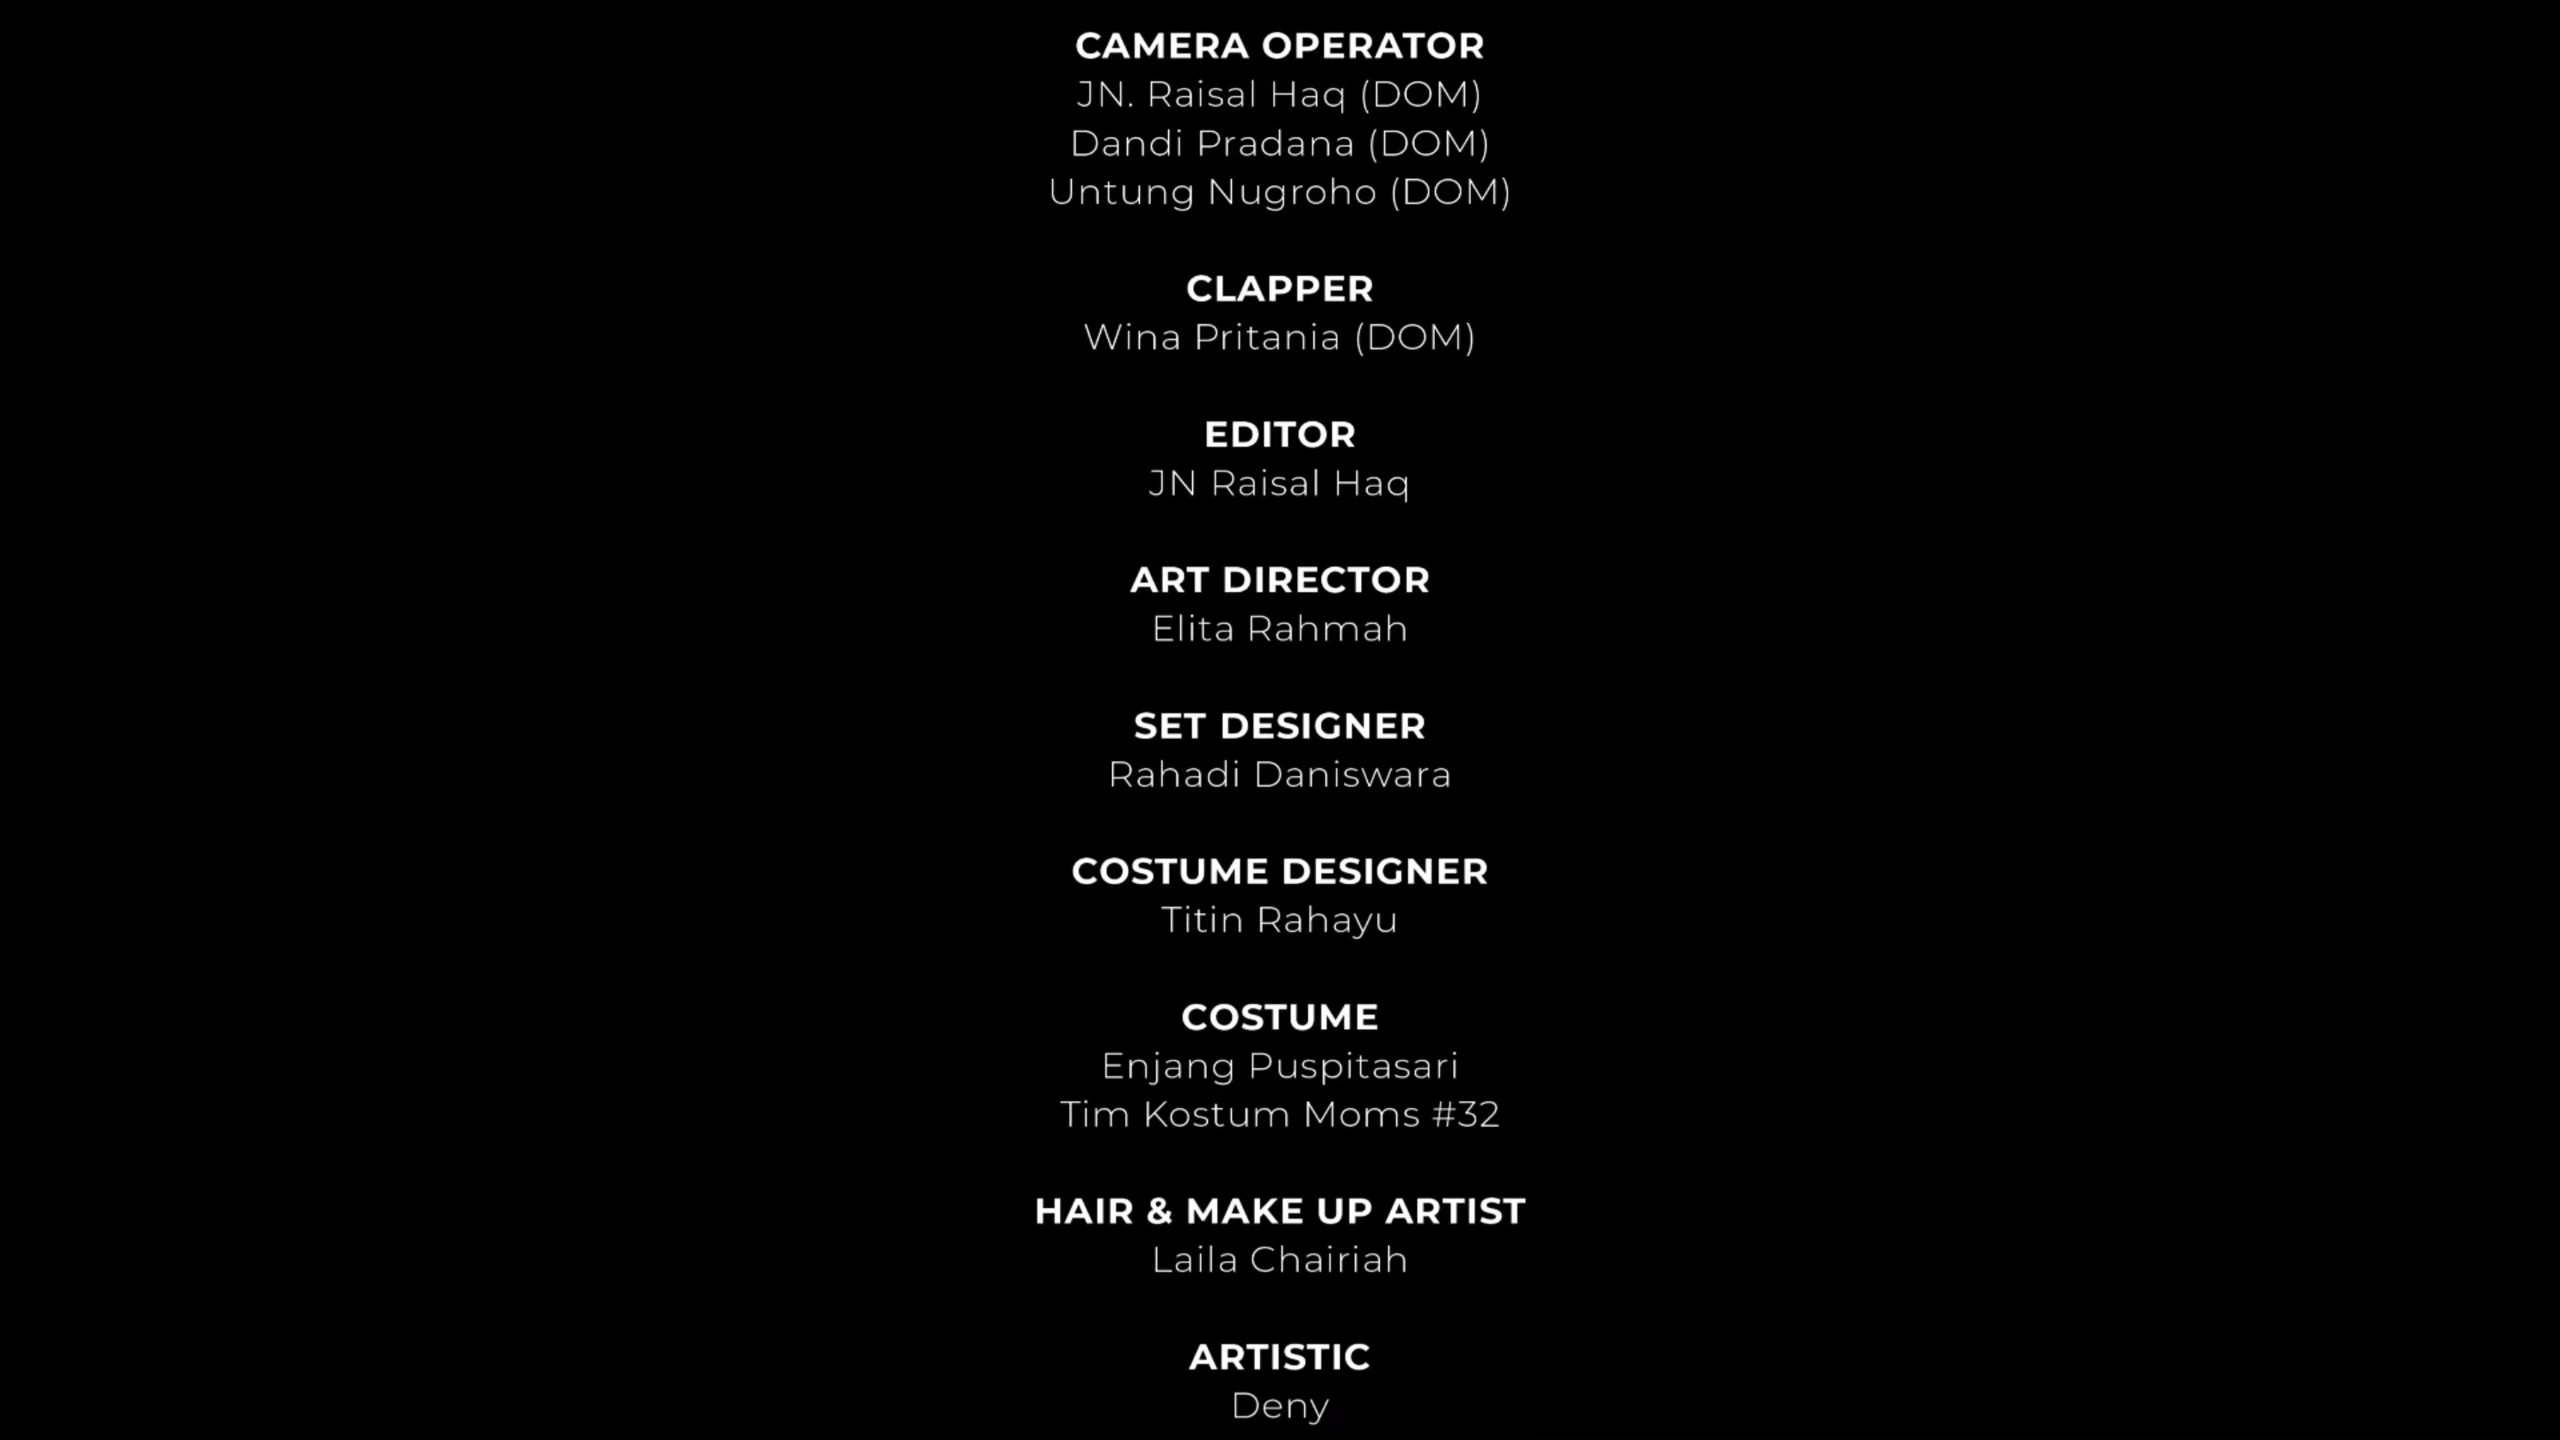 CAMERA OPERATOR
JN. Raisal Haq (DOM)
Dandi Pradana (DOM)
Untung Nugroho (DOM)
CLAPPER
Wina Pritania (DOM)
EDITOR
JN Raisal Haq
ART DIRECTOR
Elita Rahmah
SET DESIGNER
Rahadi Daniswara
COSTUME DESIGNER
Titin Rahayu
COSTUME
Enjang Puspitasari
Tim Kostum Moms #32
HAIR & MAKE UP ARTIST
Laila Chairiah
ARTISTIC
Deny